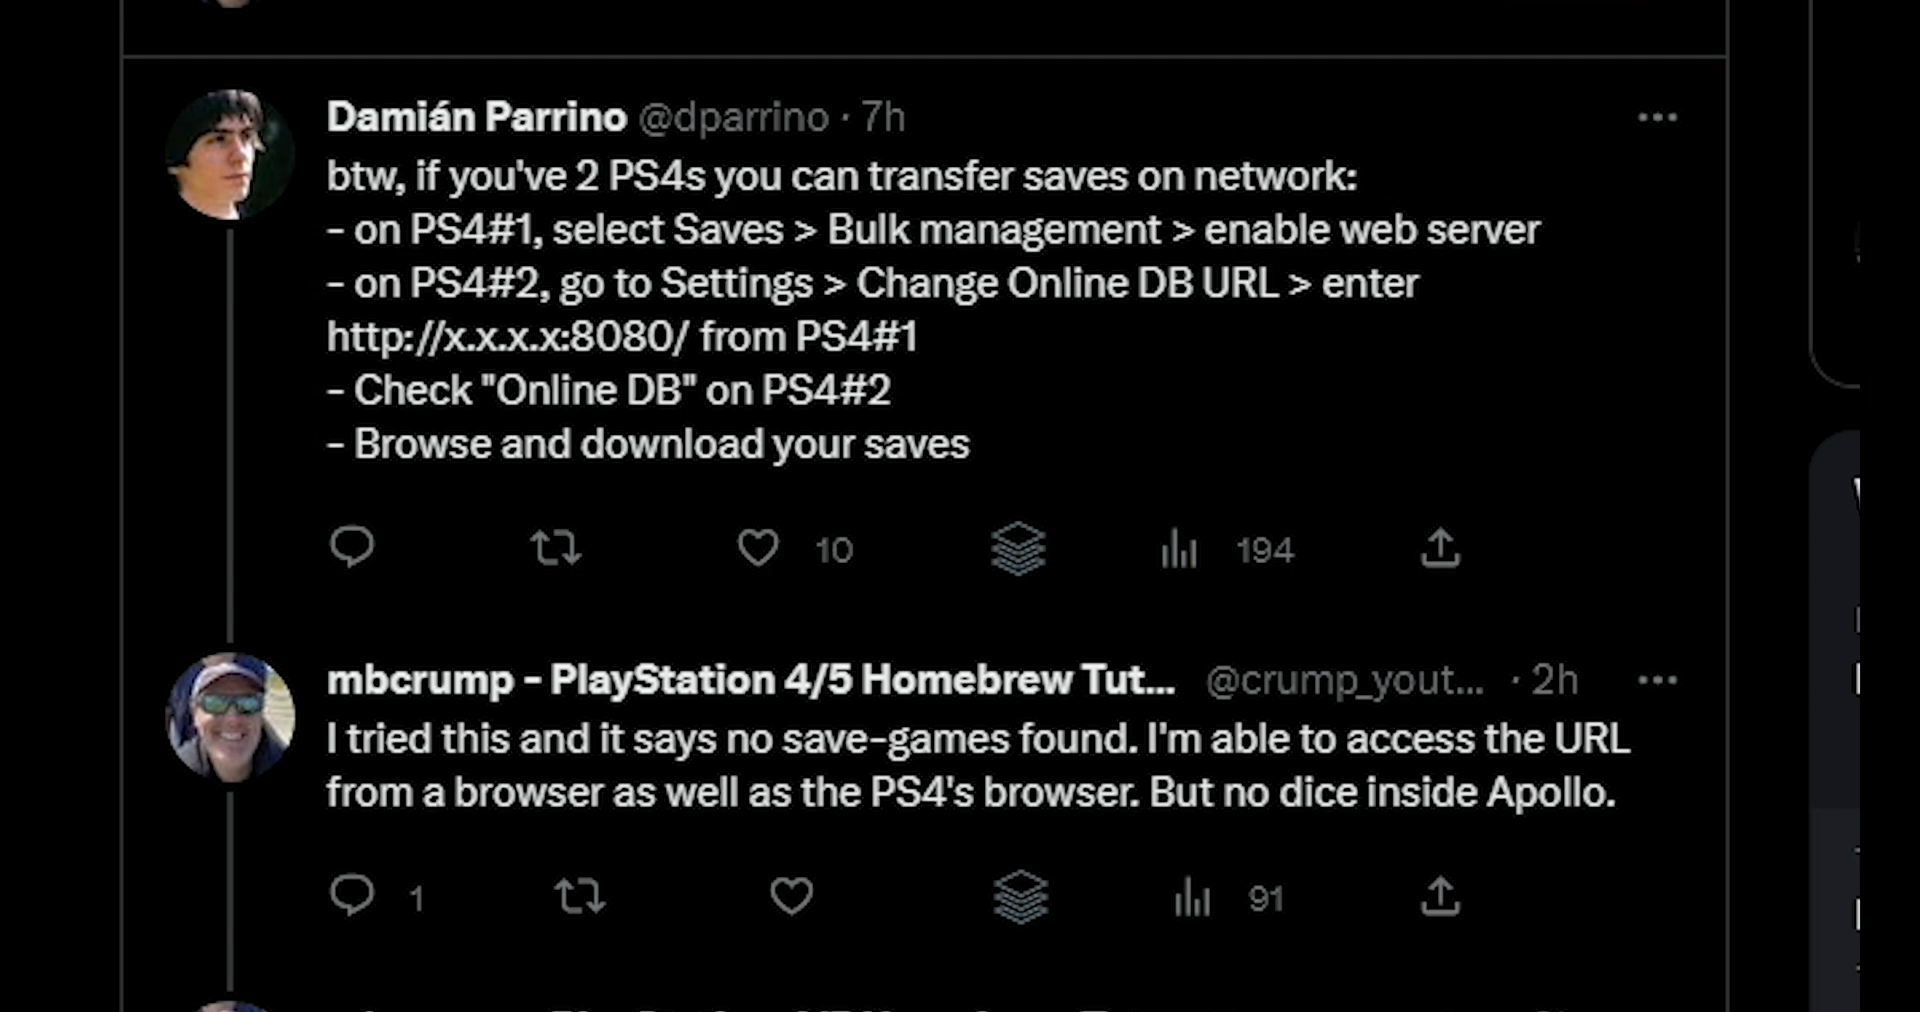 Damián Parrino @dparrino · 7h
btw, if you've 2 PS4s you can transfer saves on network:
- on PS4#1, select Saves > Bulk management > enable web server
- on PS4#2, go to Settings > Change Online DB URL > enter
http://x.x.x.x:8080/ from PS4#1
- Check "Online DB" on PS4#2
- Browse and download your saves
10 194
mbcrump - PlayStation 4/5 Homebrew Tut... @crump_yout... · 2h
I tried this and it says no save-games found. I'm able to access the URL
from a browser as well as the PS4's browser. But no dice inside Apollo.
1 91